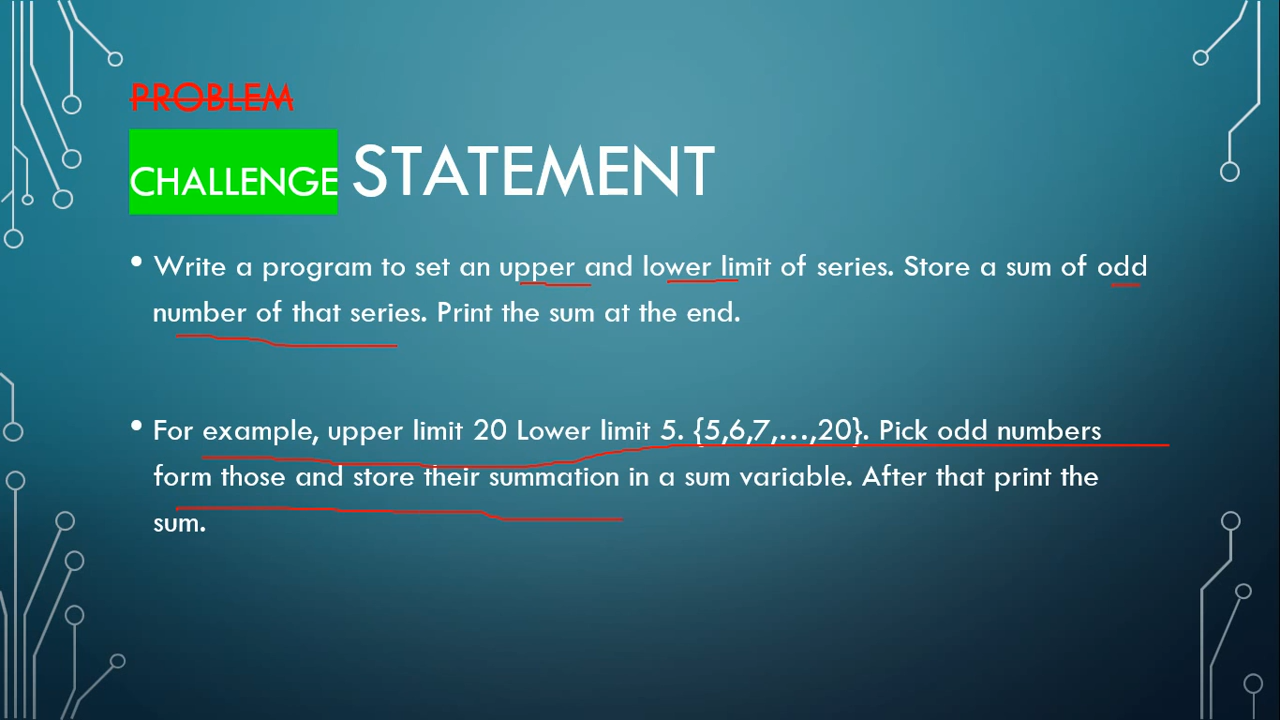 PROBLEM
CHALLENGE STATEMENT
• Write a program to set an upper and lower limit of series. Store a sum of odd
number of that series. Print the sum at the end.
• For example, upper limit 20 Lower limit 5. {5,6,7,...,20}. Pick odd numbers
form those and store their summation in a sum variable. After that print the
sum.